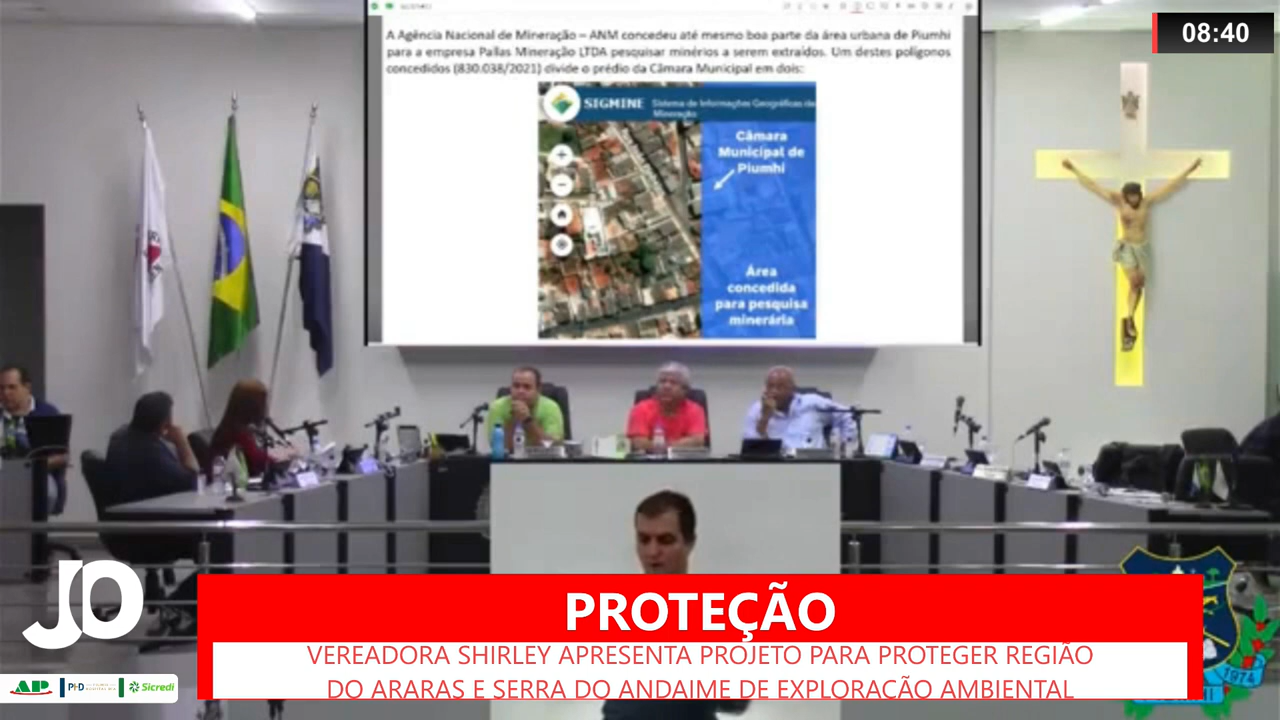 A Agência Nacional de Mineração – ANM concedeu até mesmo boa parte da área urbana de Piumhi
para a empresa Pallas Mineração LTDA pesquisar minérios a serem extraídos. Um destes polígonos
concedidos (830.038/2021) divide o prédio da Câmara Municipal em dois:
08:40
SIGMINE
Sistema de Informações Geográficas da
Mineração
Câmara
Municipal de
Piumhi
Área
concedida
para pesquisa
minerária
JO
PROTEÇÃO
VEREADORA SHIRLEY APRESENTA PROJETO PARA PROTEGER REGIÃO
DO ARARAS E SERRA DO ANDAIME DE EXPLORAÇÃO AMBIENTAL
AP
PHD
Sicredi
1974